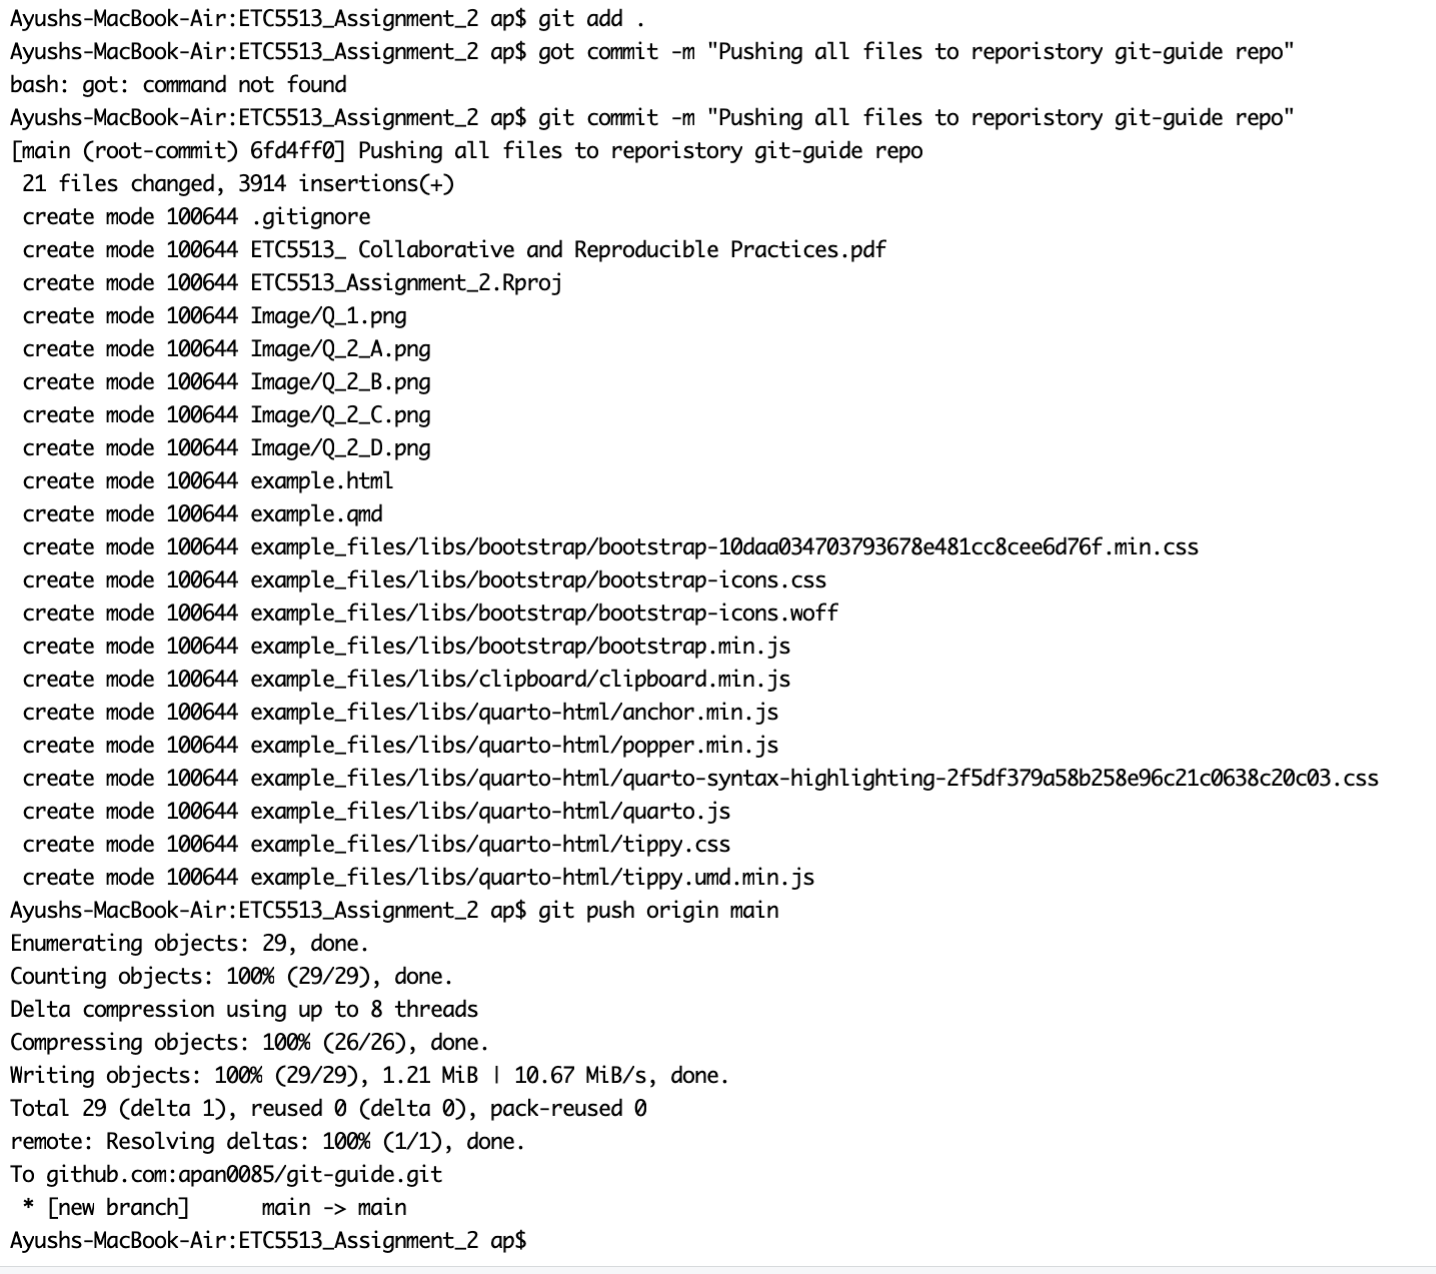 Ayushs-MacBook-Air:ETC5513_Assignment_2 ap$ git add .
Ayushs-MacBook-Air:ETC5513_Assignment_2 ap$ got commit -m "Pushing all files to reporistory git-guide repo"
bash: got: command not found
Ayushs-MacBook-Air:ETC5513_Assignment_2 ap$ git commit -m "Pushing all files to reporistory git-guide repo"
[main (root-commit) 6fd4ff0] Pushing all files to reporistory git-guide repo
 21 files changed, 3914 insertions(+)
 create mode 100644 .gitignore
 create mode 100644 ETC5513_ Collaborative and Reproducible Practices.pdf
 create mode 100644 ETC5513_Assignment_2.Rproj
 create mode 100644 Image/Q_1.png
 create mode 100644 Image/Q_2_A.png
 create mode 100644 Image/Q_2_B.png
 create mode 100644 Image/Q_2_C.png
 create mode 100644 Image/Q_2_D.png
 create mode 100644 example.html
 create mode 100644 example.qmd
 create mode 100644 example_files/libs/bootstrap/bootstrap-10daa034703793678e481cc8cee6d76f.min.css
 create mode 100644 example_files/libs/bootstrap/bootstrap-icons.css
 create mode 100644 example_files/libs/bootstrap/bootstrap-icons.woff
 create mode 100644 example_files/libs/bootstrap/bootstrap.min.js
 create mode 100644 example_files/libs/clipboard/clipboard.min.js
 create mode 100644 example_files/libs/quarto-html/anchor.min.js
 create mode 100644 example_files/libs/quarto-html/popper.min.js
 create mode 100644 example_files/libs/quarto-html/quarto-syntax-highlighting-2f5df379a58b258e96c21c0638c20c03.css
 create mode 100644 example_files/libs/quarto-html/quarto.js
 create mode 100644 example_files/libs/quarto-html/tippy.css
 create mode 100644 example_files/libs/quarto-html/tippy.umd.min.js
Ayushs-MacBook-Air:ETC5513_Assignment_2 ap$ git push origin main
Enumerating objects: 29, done.
Counting objects: 100% (29/29), done.
Delta compression using up to 8 threads
Compressing objects: 100% (26/26), done.
Writing objects: 100% (29/29), 1.21 MiB | 10.67 MiB/s, done.
Total 29 (delta 1), reused 0 (delta 0), pack-reused 0
remote: Resolving deltas: 100% (1/1), done.
To github.com:apan0085/git-guide.git
 * [new branch]      main -> main
Ayushs-MacBook-Air:ETC5513_Assignment_2 ap$